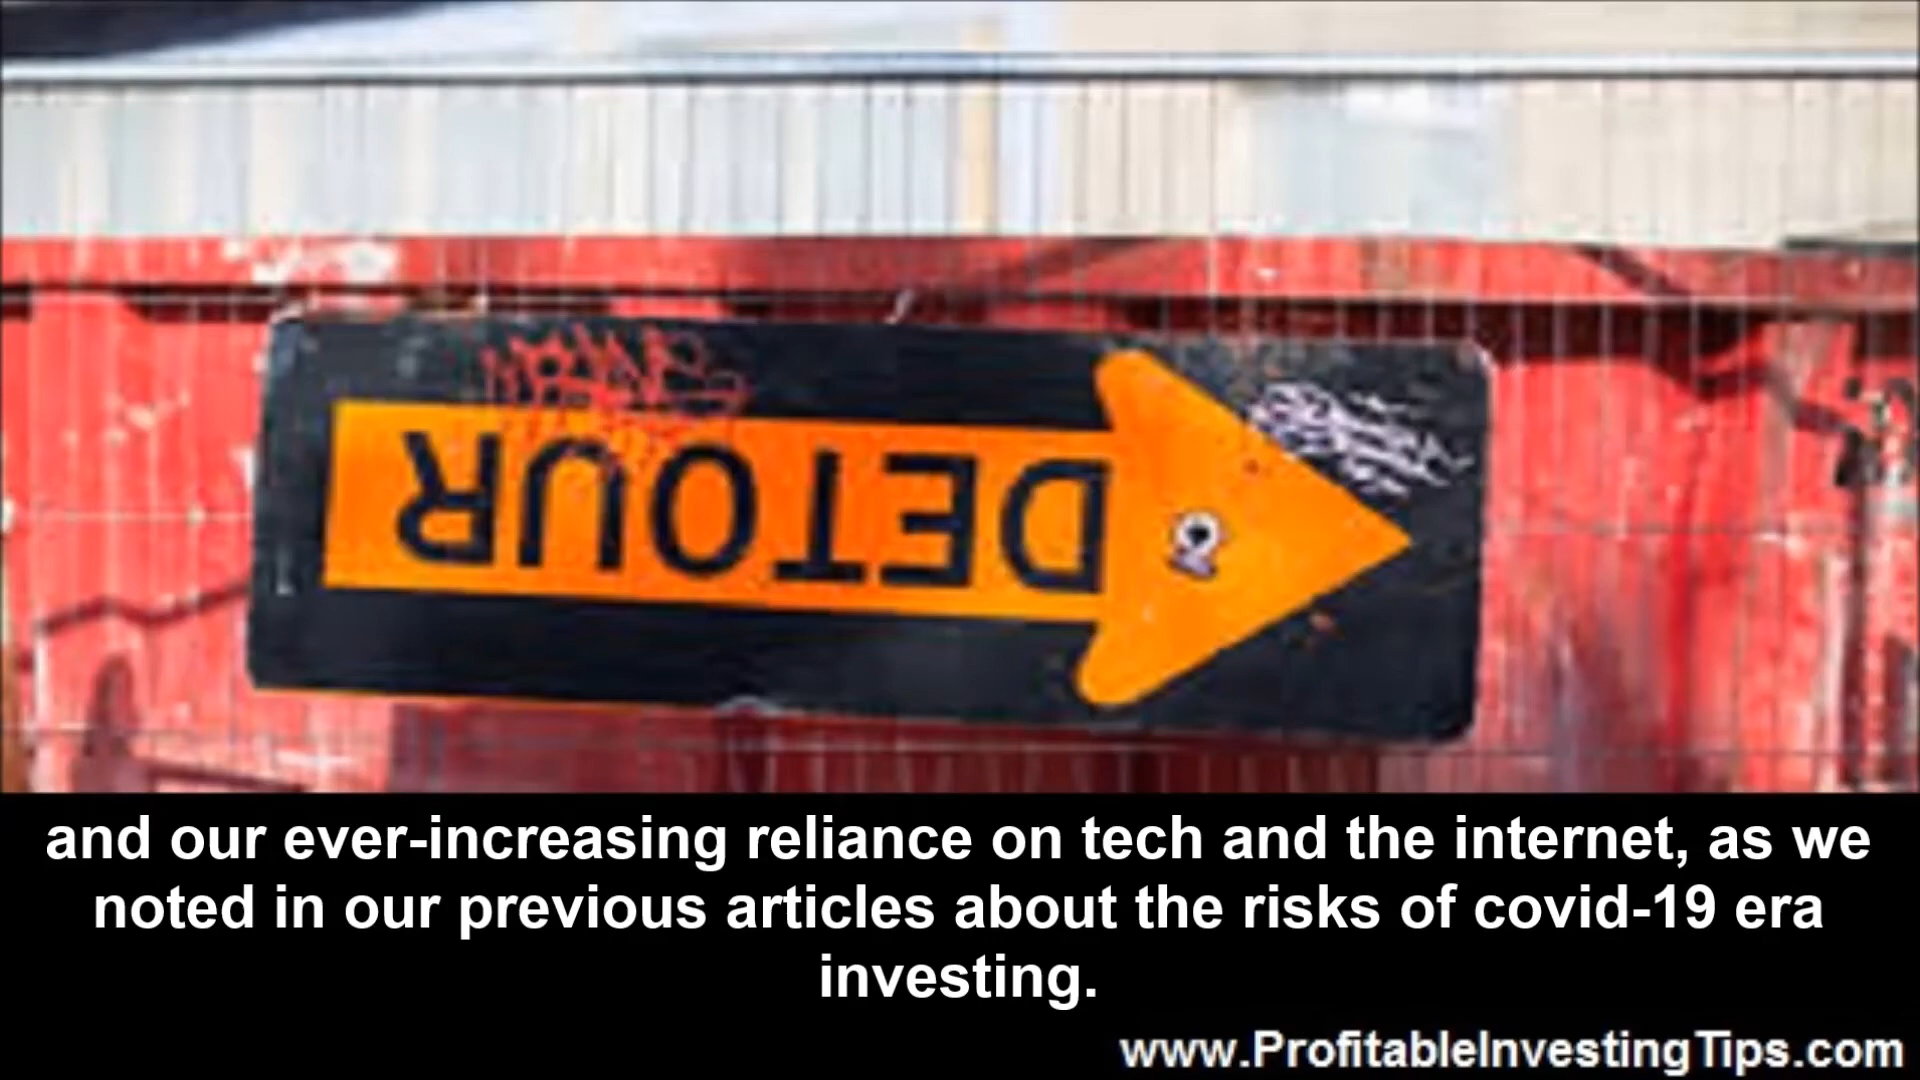 DETOUR
and our ever-increasing reliance on tech and the internet, as we
noted in our previous articles about the risks of covid-19 era
investing.
www.ProfitableInvestingTips.com